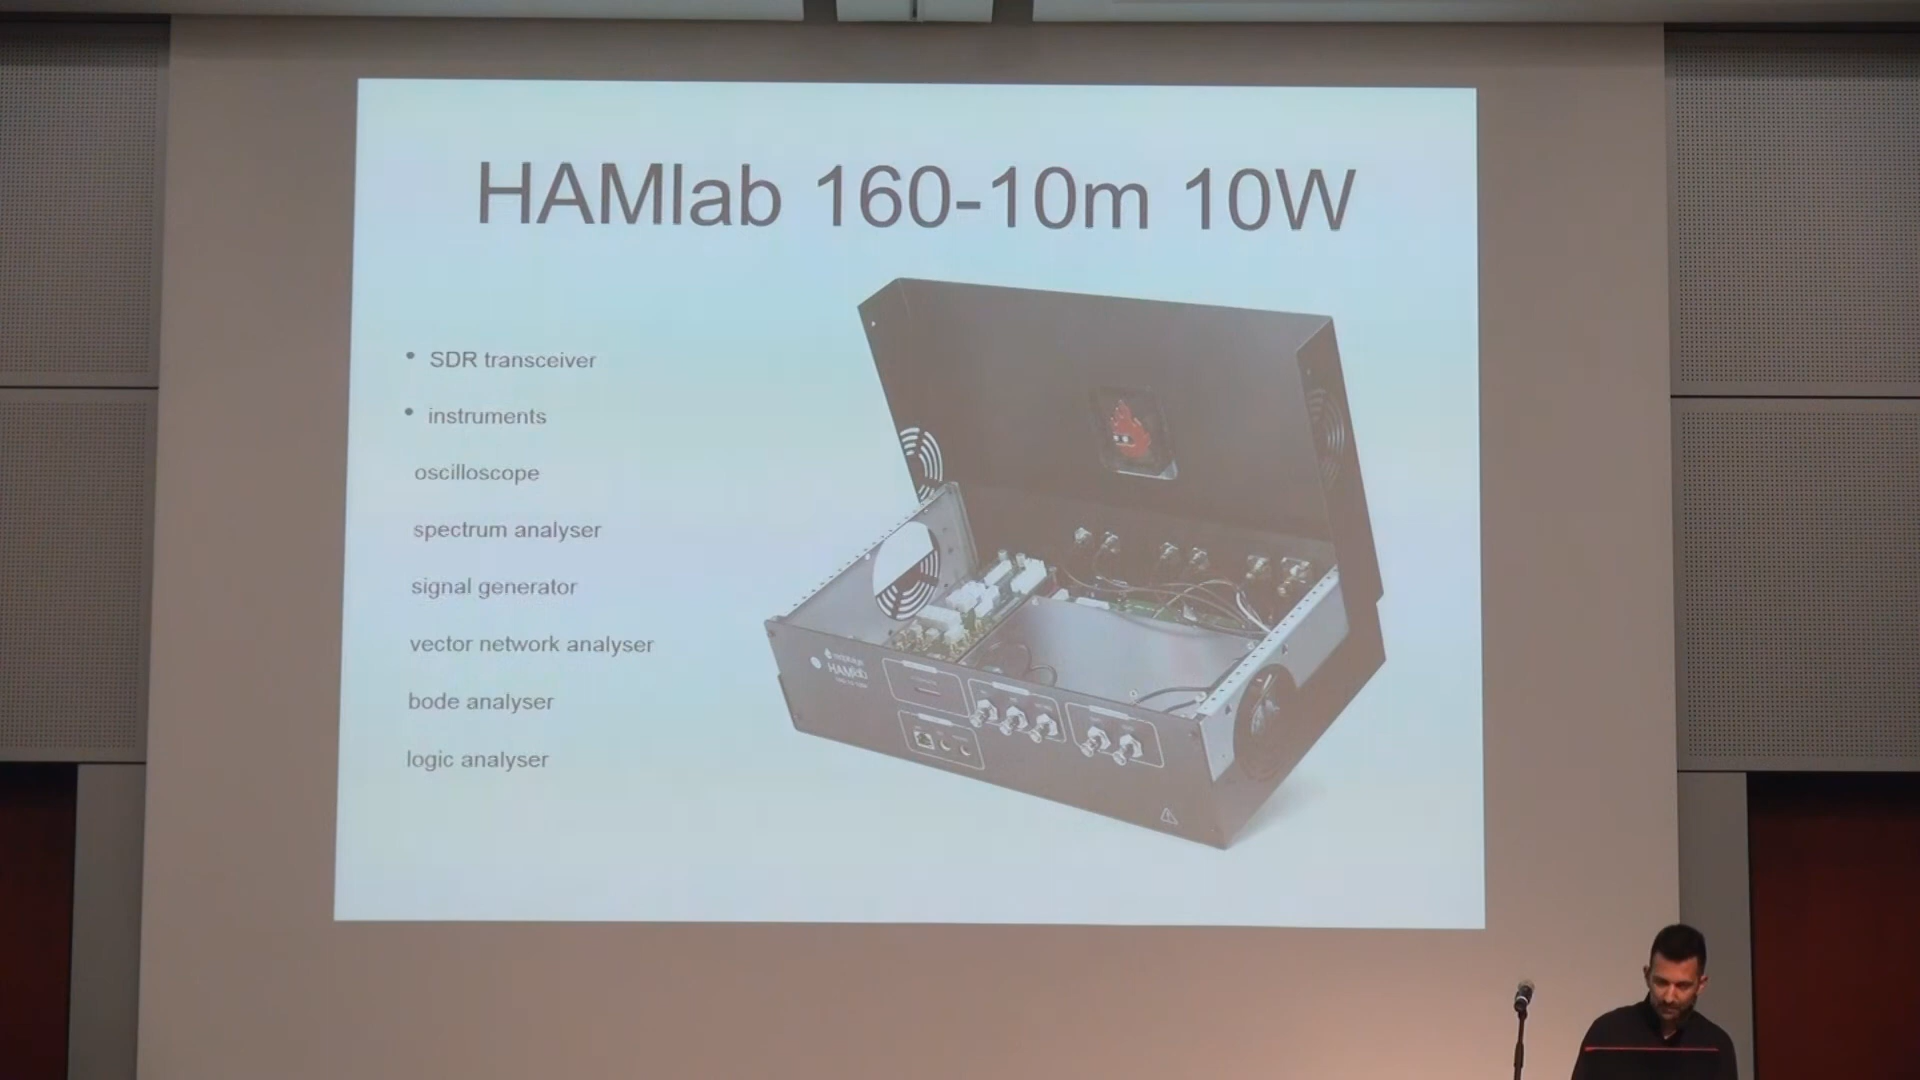 HAMlab 160-10m 10W
• SDR transceiver
• instruments
oscilloscope
spectrum analyser
signal generator
vector network analyser
bode analyser
logic analyser
HAMlab